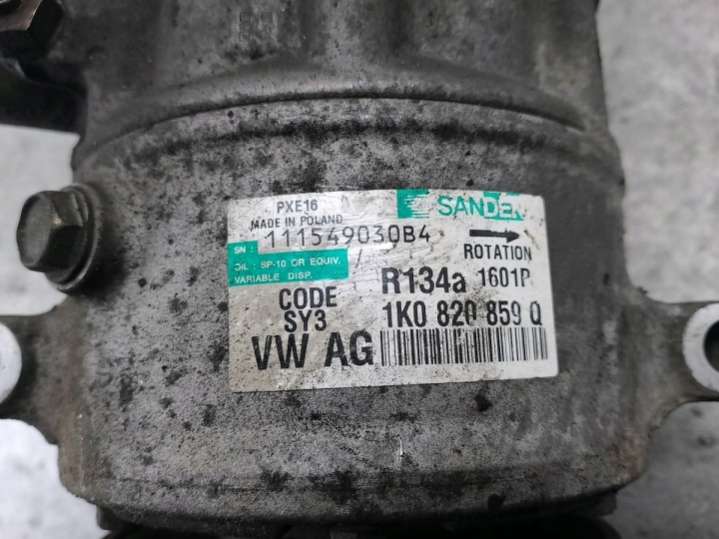 PXE16
MADE IN POLAND
SANDEN
SN : 111549030B4
ROTATION
OIL : SP-10 OR EQUIV.
VARIABLE DISP.
R134a 1601P
CODE
SY3
1K0 820 859 Q
VW AG